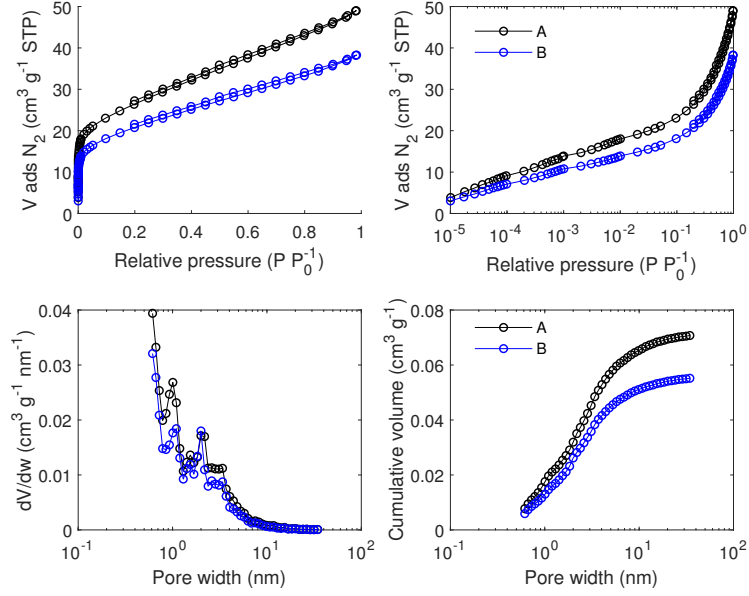 50
40
30
20
10
0
V ads N₂ (cm³ g⁻¹ STP)
0 0.2 0.4 0.6 0.8 1
Relative pressure (P P₀⁻¹)
50
40
30
20
10
0
V ads N₂ (cm³ g⁻¹ STP)
A
B
10⁻⁵ 10⁻⁴ 10⁻³ 10⁻² 10⁻¹ 10⁰
Relative pressure (P P₀⁻¹)
0.04
0.03
0.02
0.01
0
dV/dw (cm³ g⁻¹ nm⁻¹)
10⁻¹ 10⁰ 10¹ 10²
Pore width (nm)
0.08
0.06
0.04
0.02
0
Cumulative volume (cm³ g⁻¹)
A
B
10⁻¹ 10⁰ 10¹ 10²
Pore width (nm)